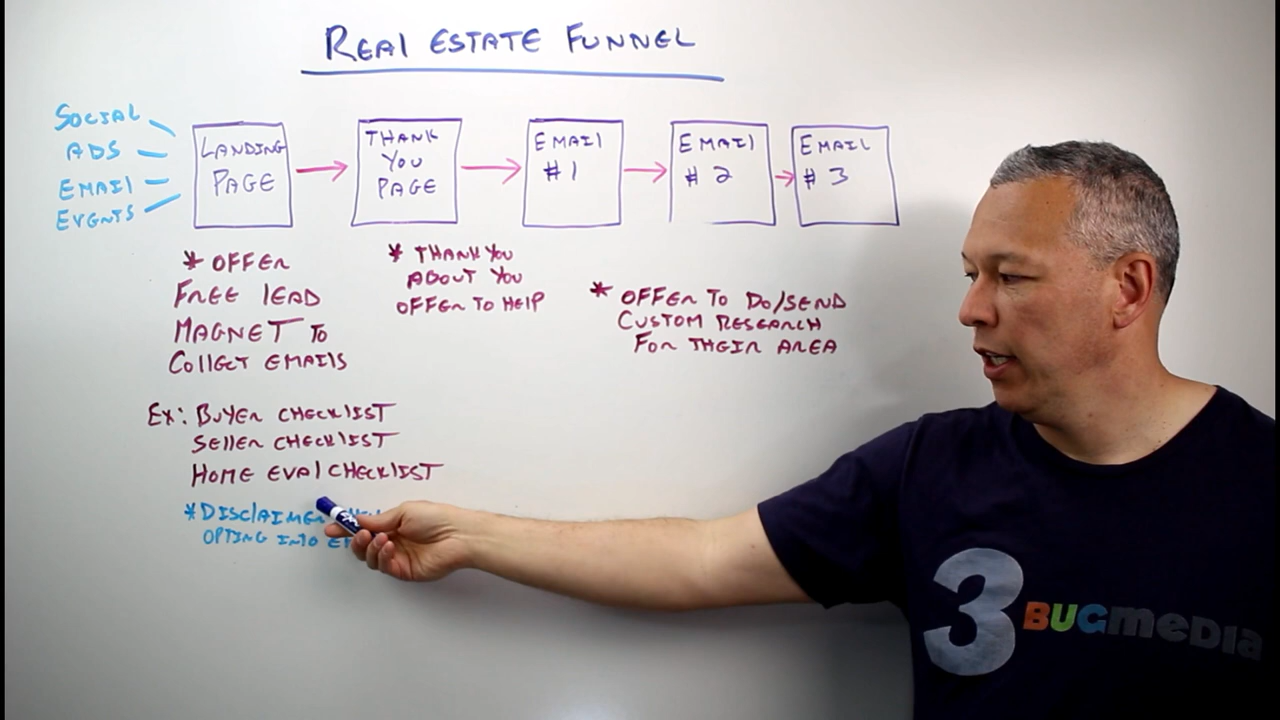 REAL ESTATE FUNNEL
SOCIAL
ADS
EMAIL
EVENTS
LANDING
PAGE
THANK
YOU
PAGE
EMAIL
#1
EMAIL
# 2
EMAIL
# 3
* OFFER
FREE LEAD
MAGNET TO
COLLECT EMAILS
* THANK YOU
ABOUT YOU
OFFER TO HELP
* OFFER TO DO/SEND
CUSTOM RESEARCH
FOR THEIR AREA
EX: BUYER CHECKLIST
SELLER CHECKLIST
HOME EVAL CHECKLIST
*DISCLAIMER
OPTING INTO
3 BUGmeDIa